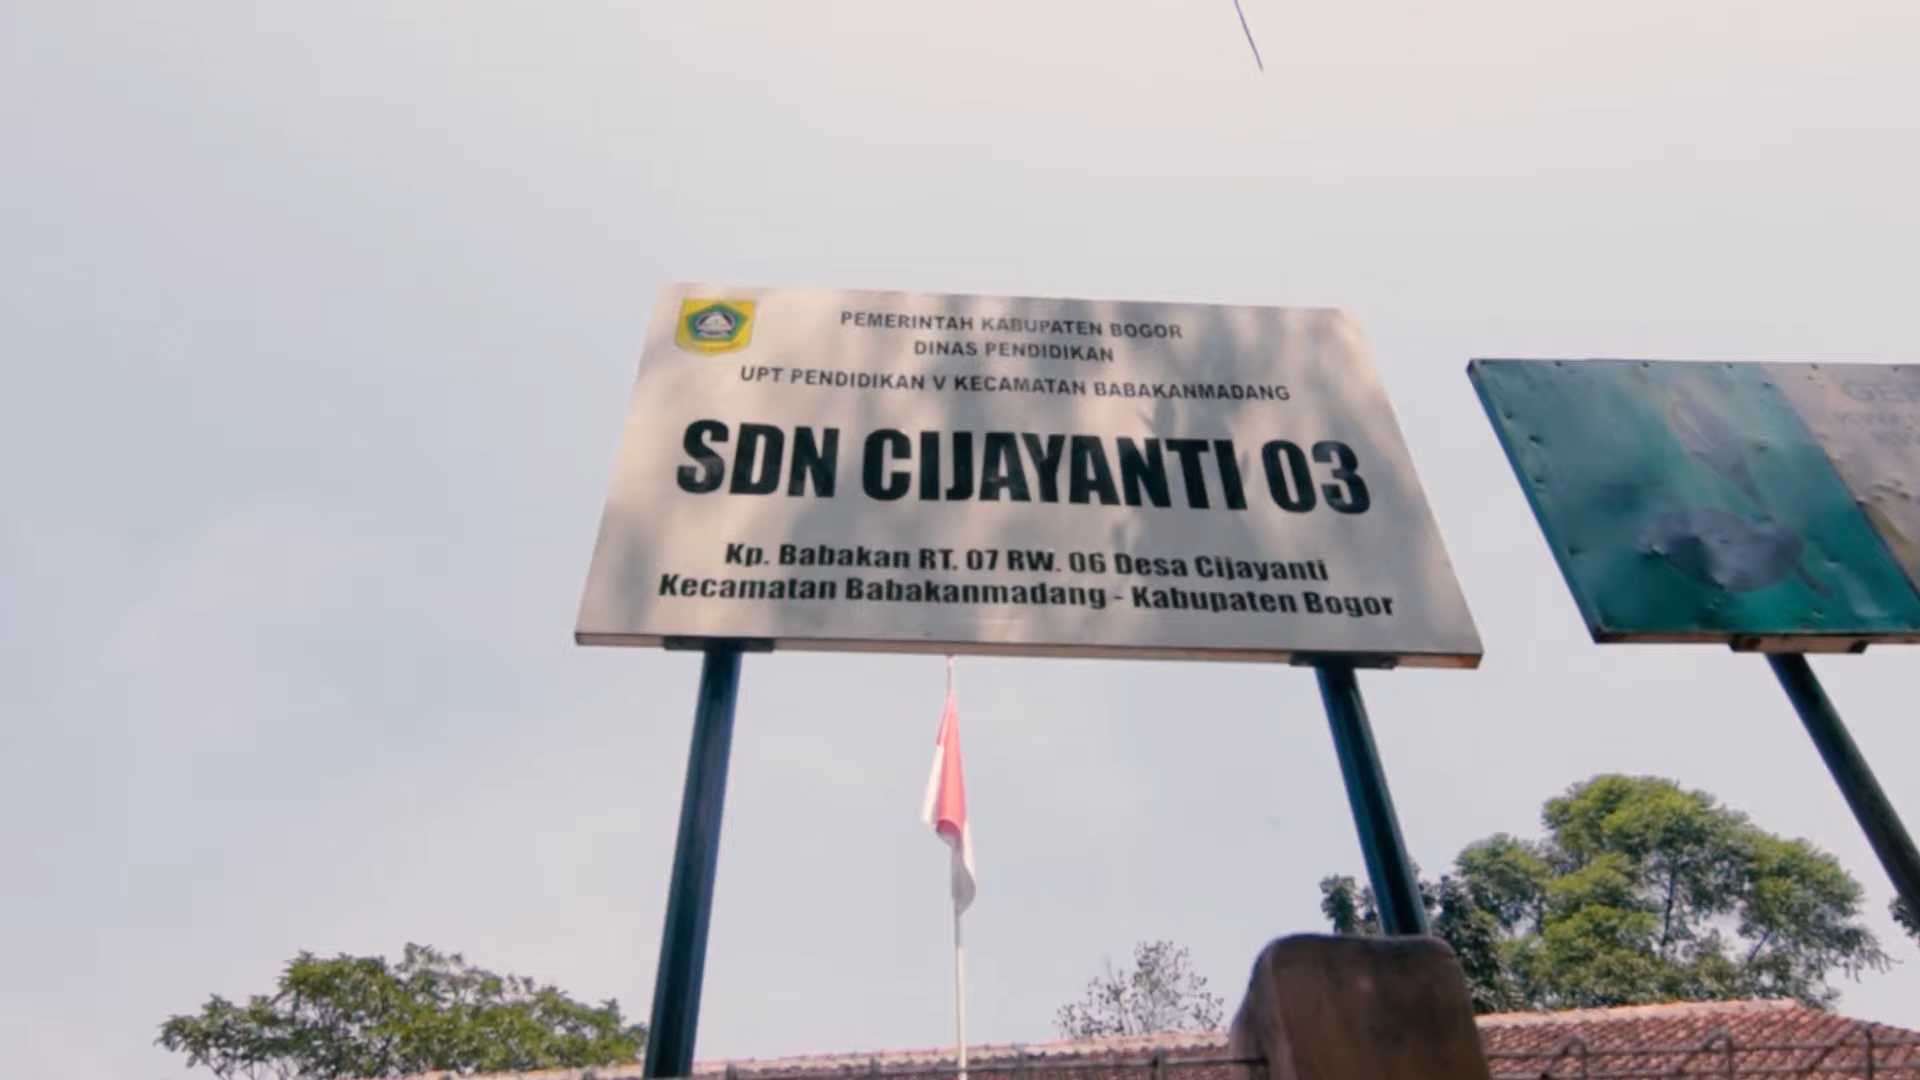 PEMERINTAH KABUPATEN BOGOR
DINAS PENDIDIKAN
UPT PENDIDIKAN V KECAMATAN BABAKANMADANG
SDN CIJAYANTI 03
Kp. Babakan RT. 07 RW. 06 Desa Cijayanti
Kecamatan Babakanmadang - Kabupaten Bogor